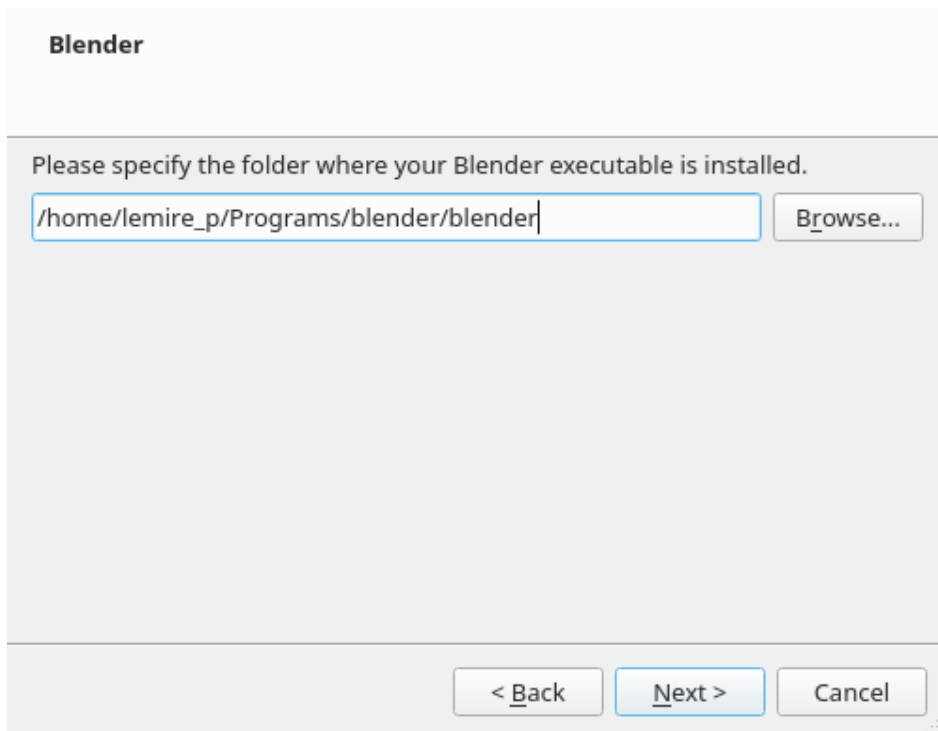 Blender
Please specify the folder where your Blender executable is installed.
/home/lemire_p/Programs/blender/blender
Browse...
< Back
Next >
Cancel